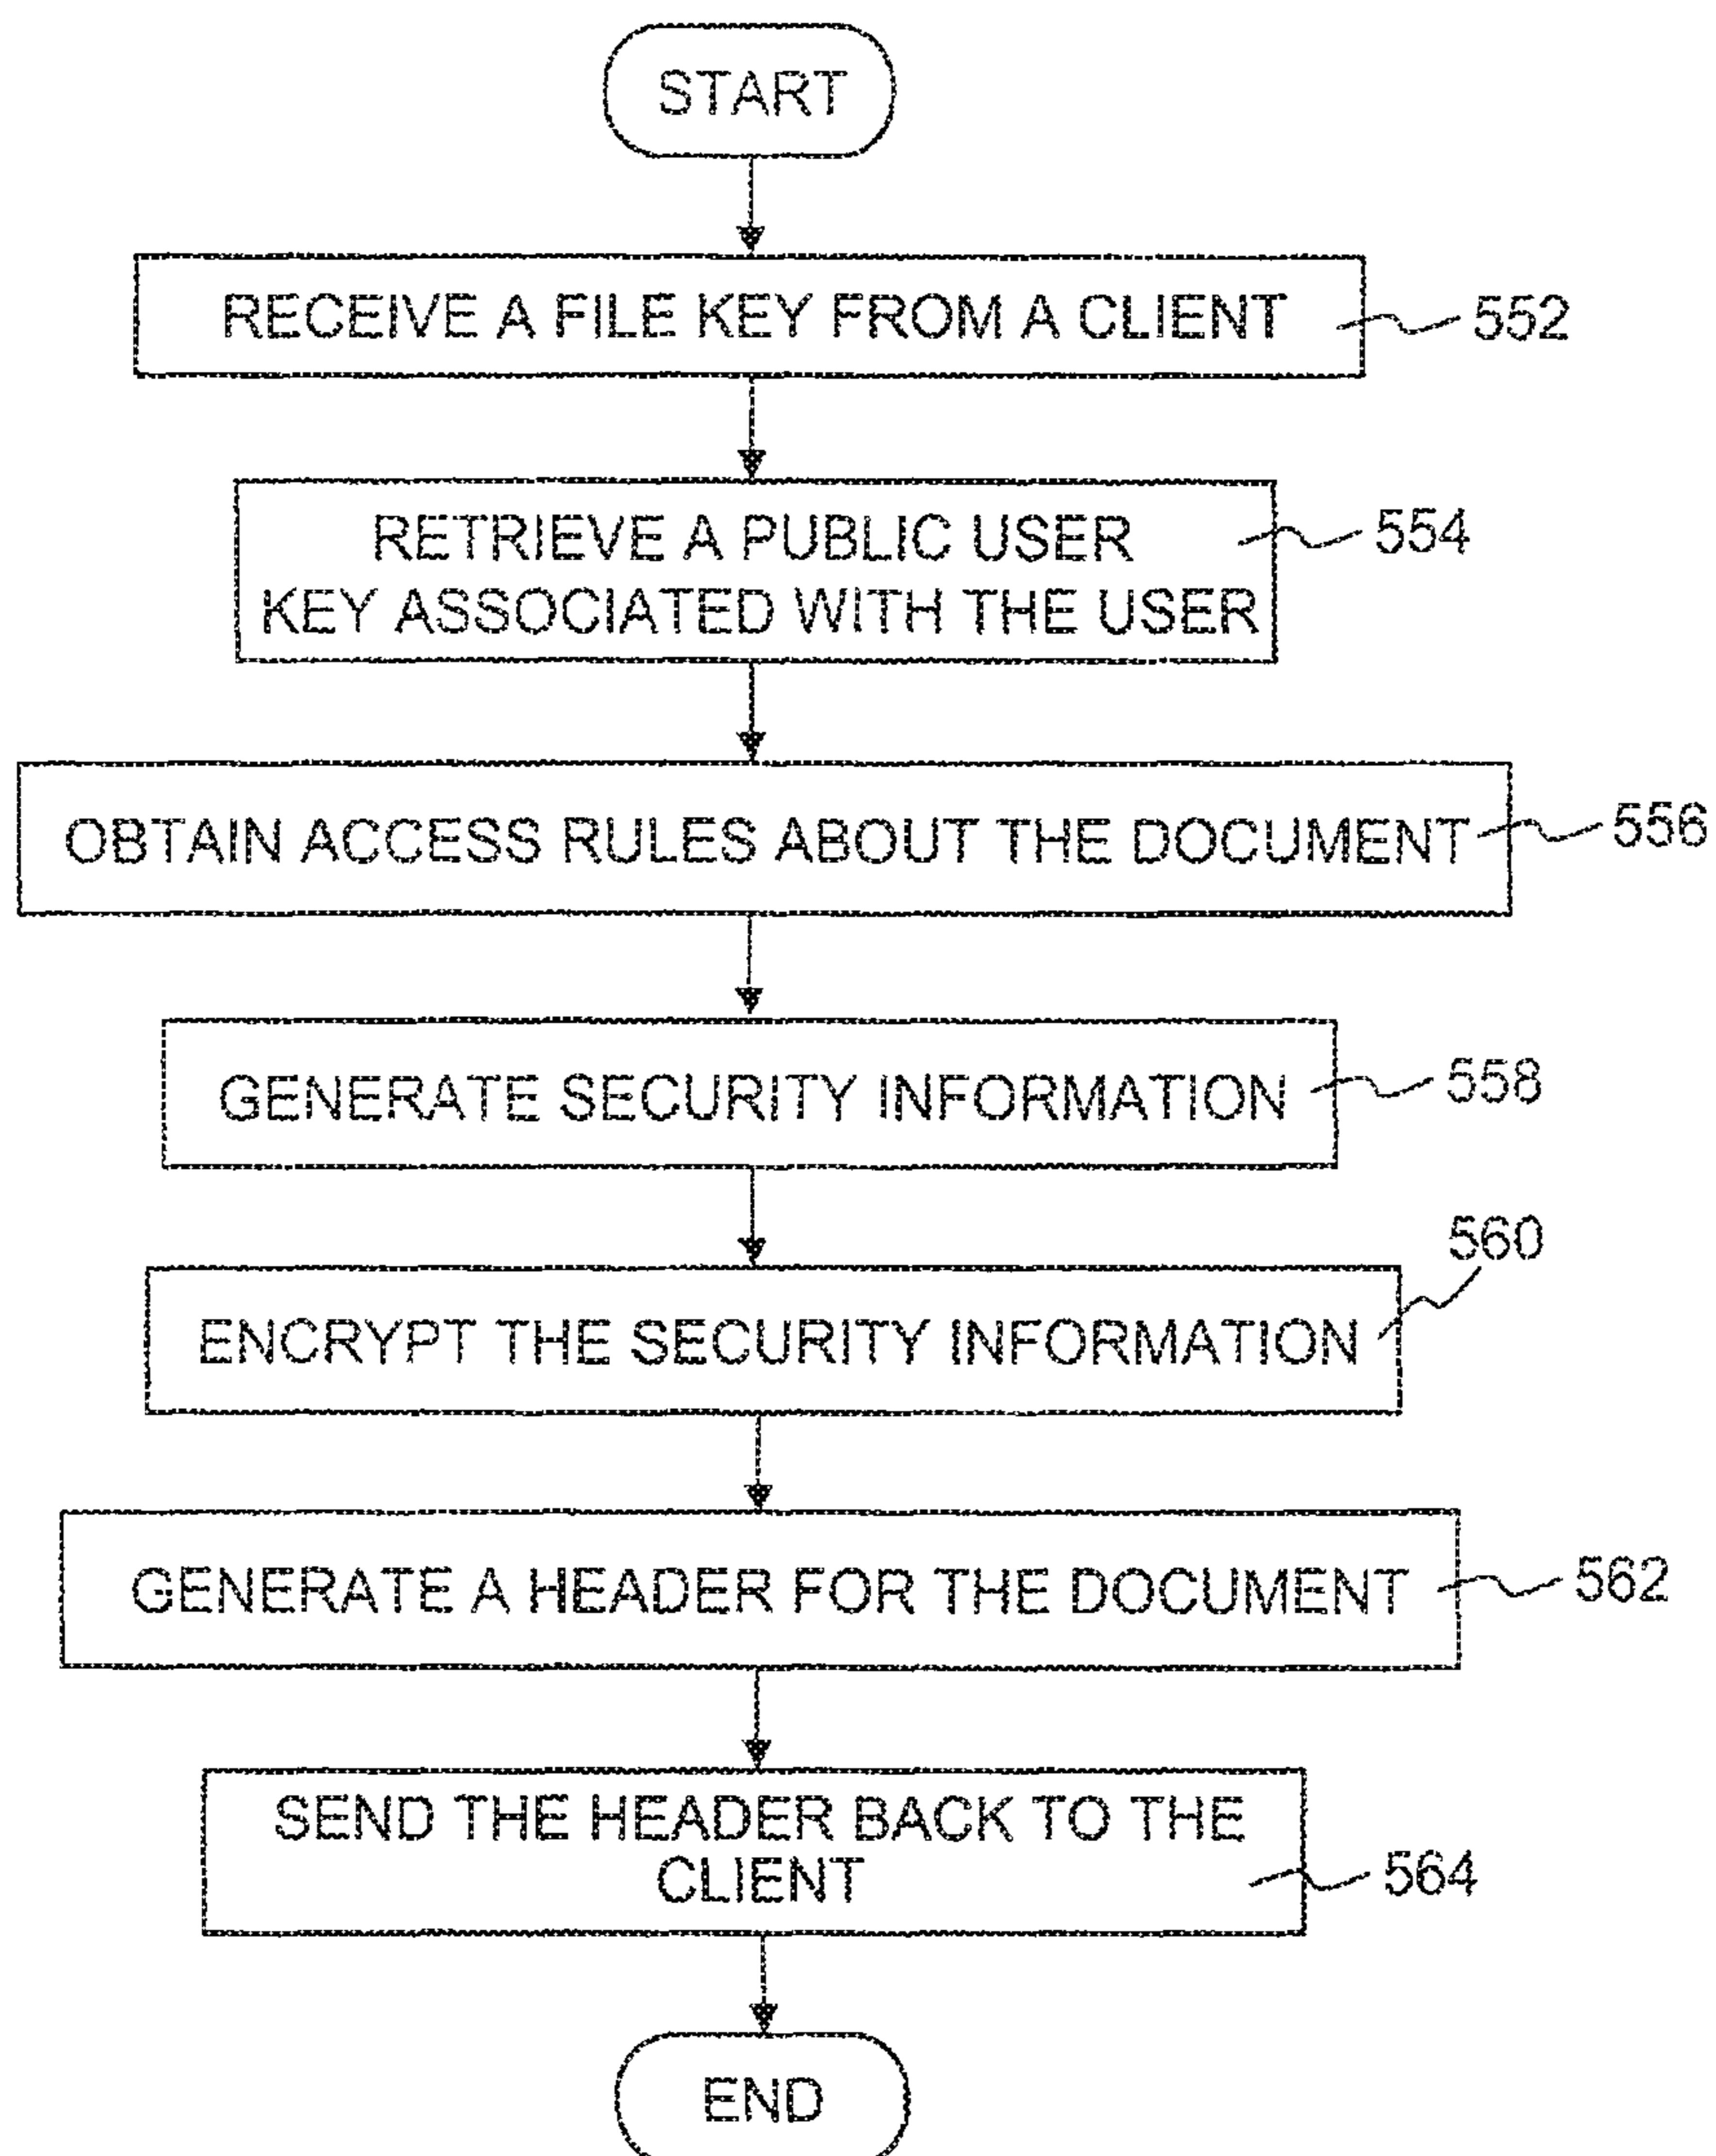 START
RECEIVE A FILE KEY FROM A CLIENT
552
RETRIEVE A PUBLIC USER
KEY ASSOCIATED WITH THE USER
554
OBTAIN ACCESS RULES ABOUT THE DOCUMENT
556
GENERATE SECURITY INFORMATION
558
560
ENCRYPT THE SECURITY INFORMATION
GENERATE A HEADER FOR THE DOCUMENT
562
SEND THE HEADER BACK TO THE
CLIENT
564
END